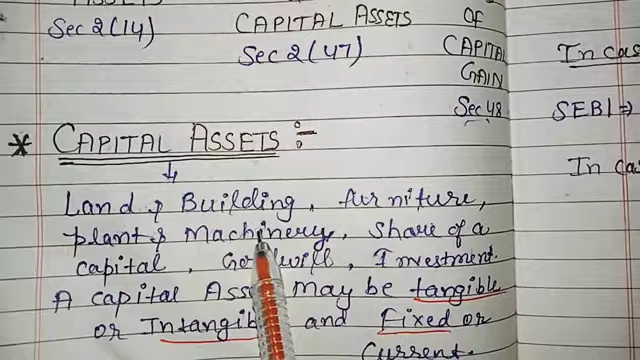 Sec 2(14)
CAPITAL ASSETS
Sec 2(47)
OF
CAPITAL
GAIN
Sec 48
In cas
SEBI ⇒
In ca
* CAPITAL ASSETS :-
Land & Building, furniture,
plant & Machinery, Share of a
capital, Goodwill, Investment.
A capital Asse may be tangible
or Intangib and Fixed or
Current.